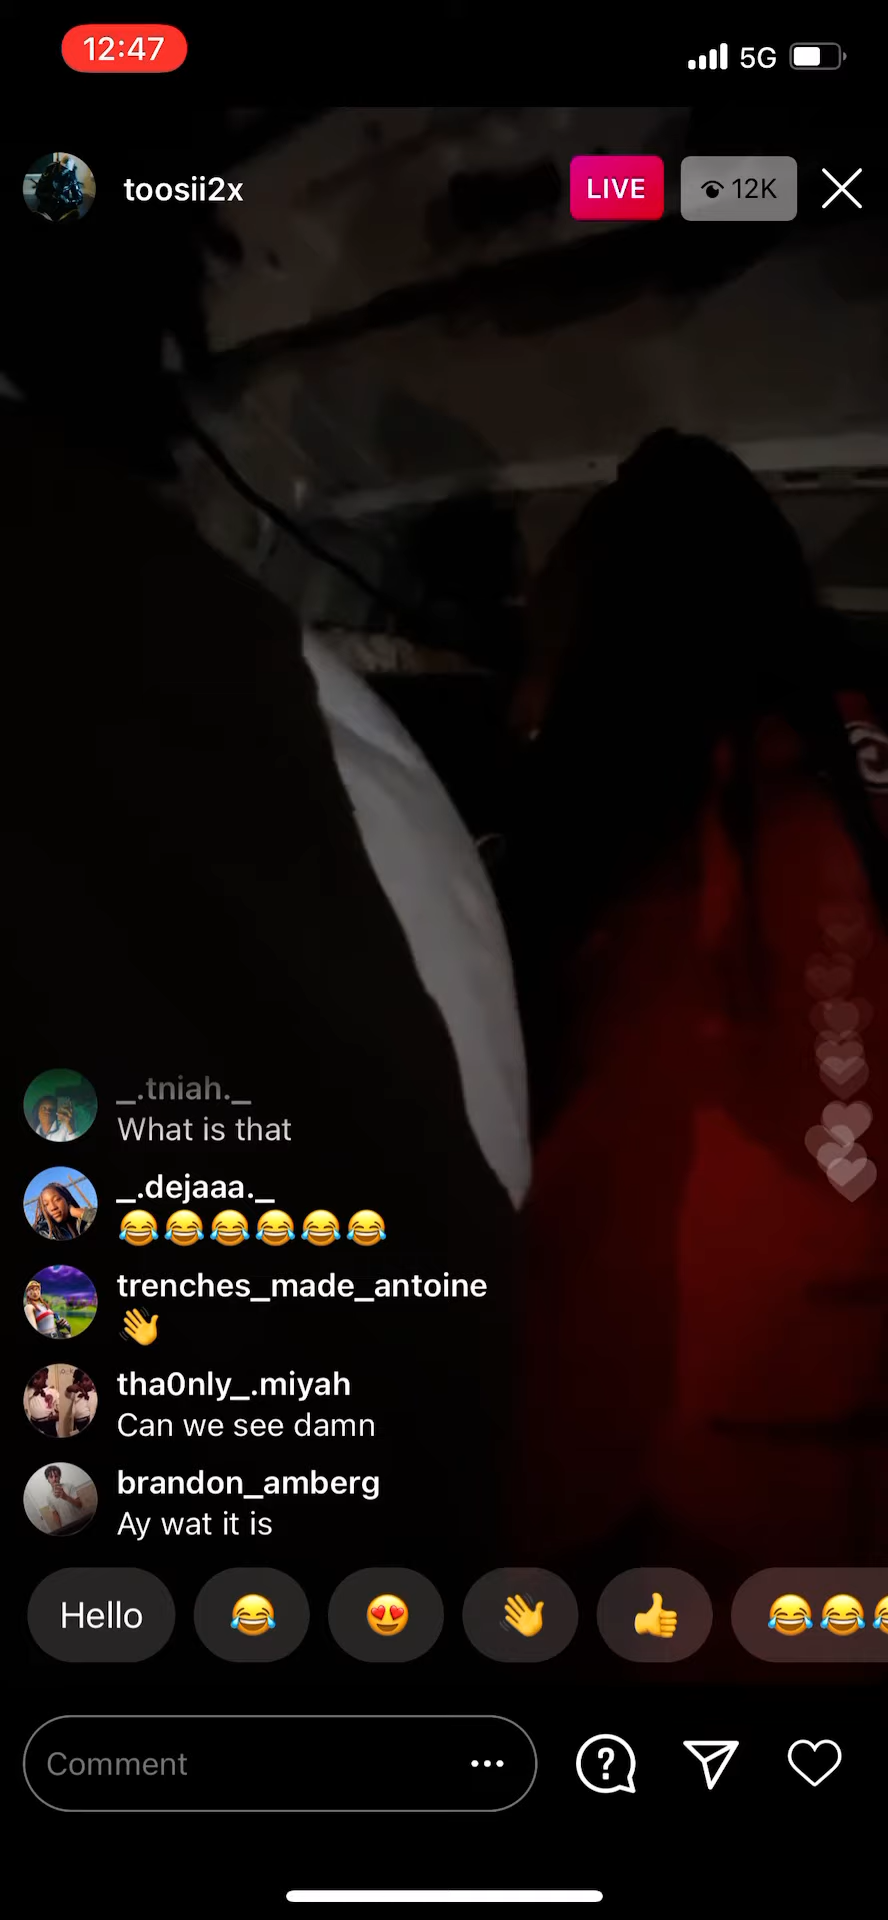 12:47
5G
toosii2x
LIVE
12K
_.tniah._
What is that
_.dejaaa._
😂😂😂😂😂😂
trenches_made_antoine
👋
tha0nly_.miyah
Can we see damn
brandon_amberg
Ay wat it is
Hello
Comment